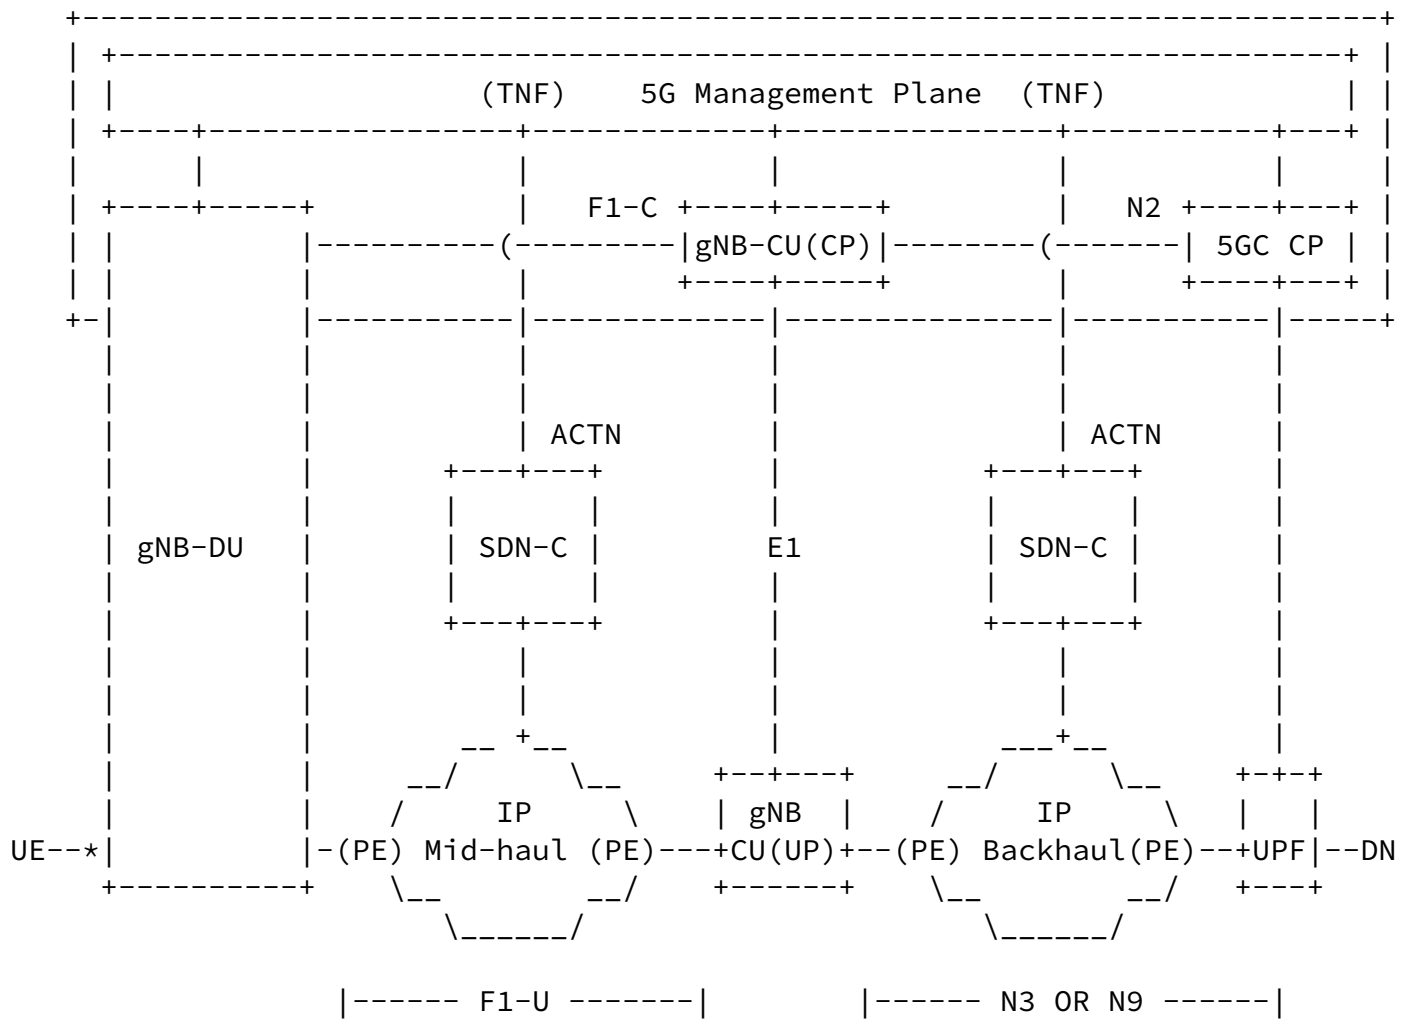 (TNF) 5G Management Plane (TNF)
F1-C N2
gNB-CU(CP) 5GC CP
ACTN ACTN
gNB-DU SDN-C E1 SDN-C
IP gNB IP
UE--* -(PE) Mid-haul (PE)---+CU(UP)+--(PE) Backhaul(PE)--+UPF|--DN
|------ F1-U -------| |------ N3 OR N9 ------|